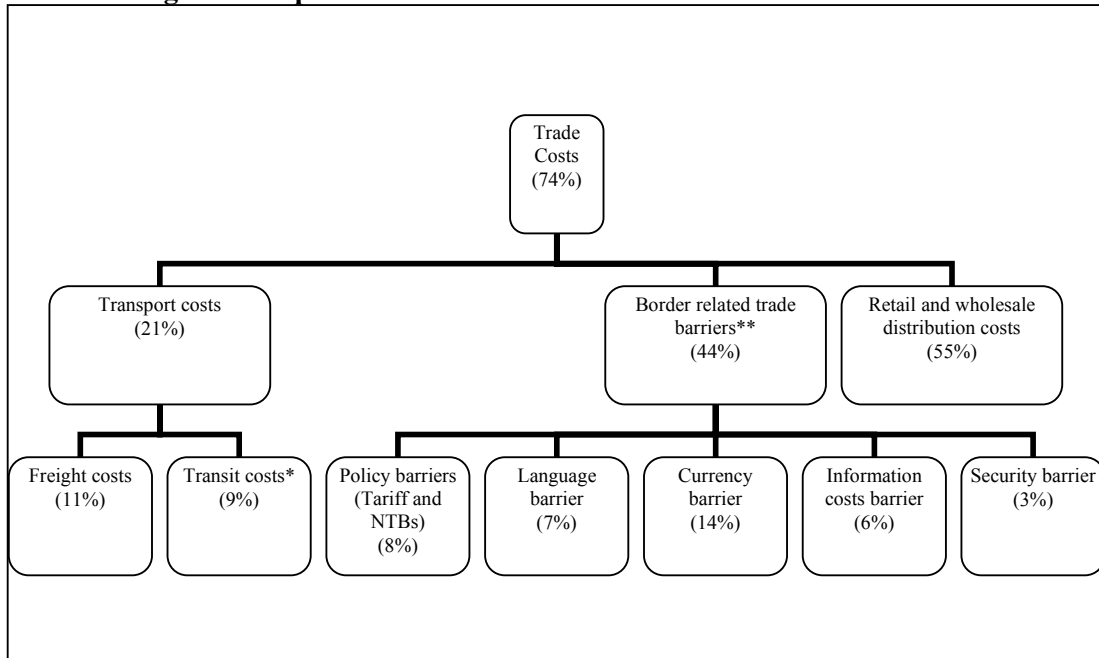 Trade
Costs
(74%)
Transport costs
(21%)
Border related trade
barriers**
(44%)
Retail and wholesale
distribution costs
(55%)
Freight costs
(11%)
Transit costs*
(9%)
Policy barriers
(Tariff and
NTBs)
(8%)
Language
barrier
(7%)
Currency
barrier
(14%)
Information
costs barrier
(6%)
Security barrier
(3%)